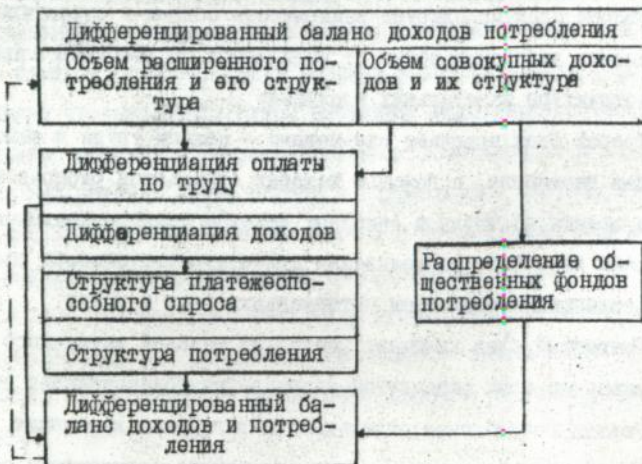 Дифференцированный баланс доходов потребления
Объем расширенного по-
требления и его струк-
тура
Объем совокупных дохо-
дов и их структура
Дифференциация оплаты
по труду
Дифференциация доходов
Структура платежеспо-
собного спроса
Структура потребления
Дифференцированный ба-
ланс доходов и потреб-
ления
Распределение об-
щественных фондов
потребления